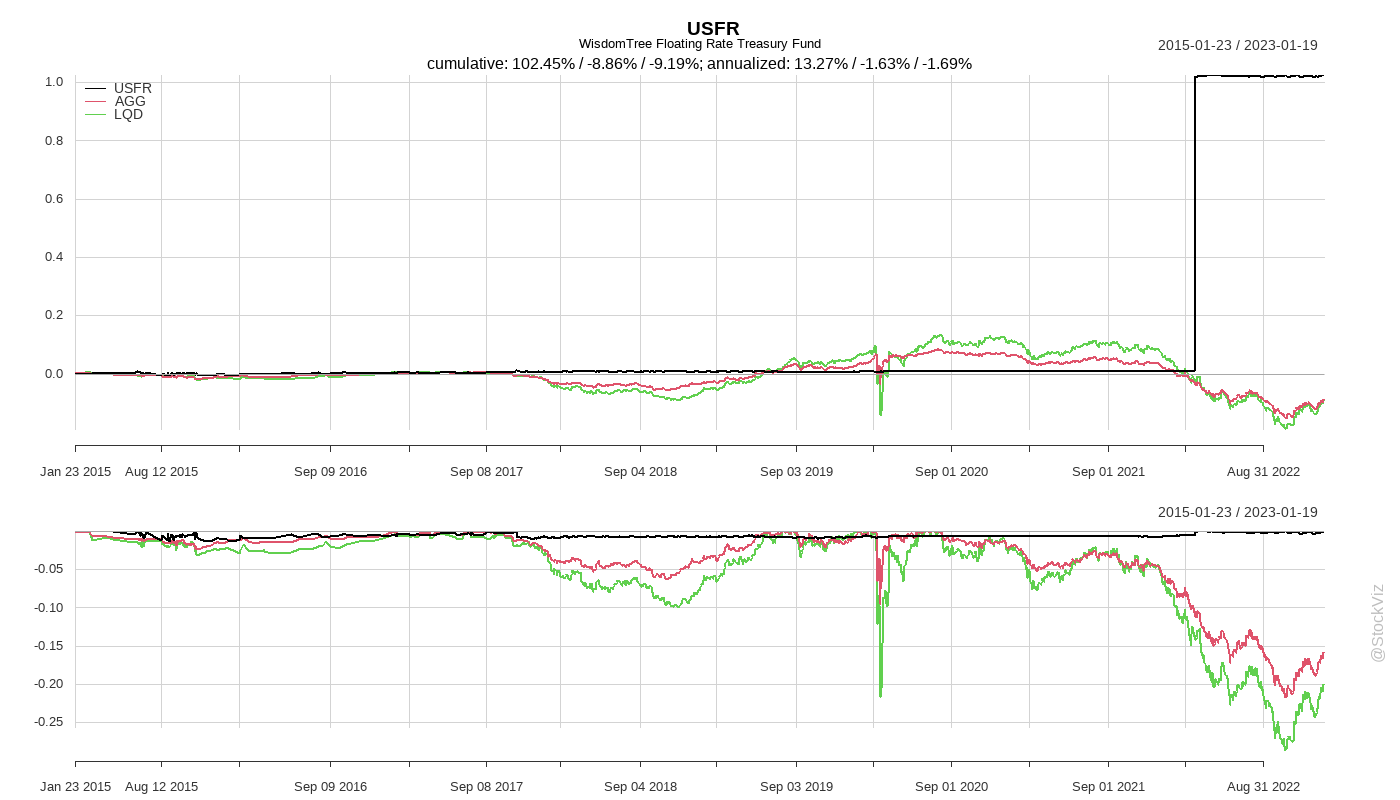 USFR
WisdomTree Floating Rate Treasury Fund
2015-01-23 / 2023-01-19
cumulative: 102.45% / -8.86% / -9.19%; annualized: 13.27% / -1.63% / -1.69%
1.0
0.8
0.6
0.4
0.2
0.0
USFR
AGG
LQD
Jan 23 2015 Aug 12 2015 Sep 09 2016 Sep 08 2017 Sep 04 2018 Sep 03 2019 Sep 01 2020 Sep 01 2021 Aug 31 2022
2015-01-23 / 2023-01-19
-0.05
-0.10
-0.15
-0.20
-0.25
Jan 23 2015 Aug 12 2015 Sep 09 2016 Sep 08 2017 Sep 04 2018 Sep 03 2019 Sep 01 2020 Sep 01 2021 Aug 31 2022
@StockViz